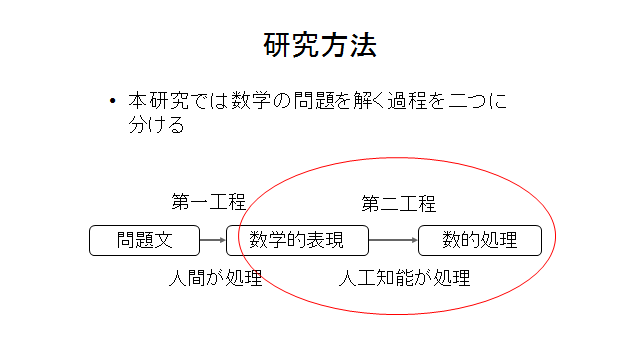 研究方法
• 本研究では数学の問題を解く過程を二つに
分ける
第一工程
第二工程
問題文
数学的表現
数的処理
人間が処理
人工知能が処理